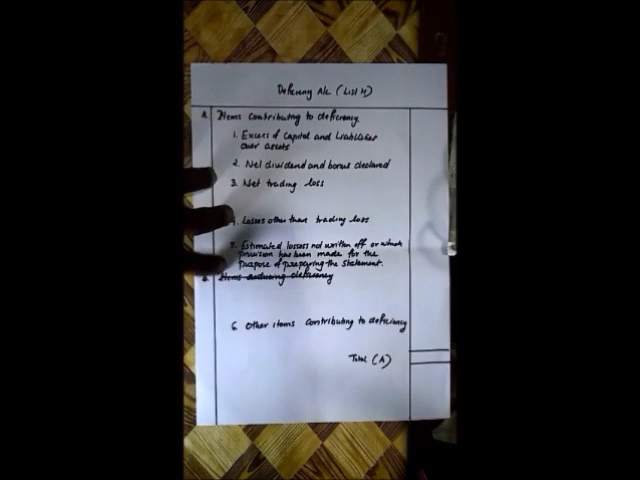 Deficiency A/c (List H)
A. Items contributing to deficiency
1. Excess of Capital and Liabilities
over assets
2. Net dividend and bonus declared
3. Net trading loss
4. Losses other than trading loss
5. Estimated losses not written off or which
provision has been made for the
purpose of preparing the Statement.
B. Items reducing deficiency
6. Other items contributing to deficiency
Total (A)